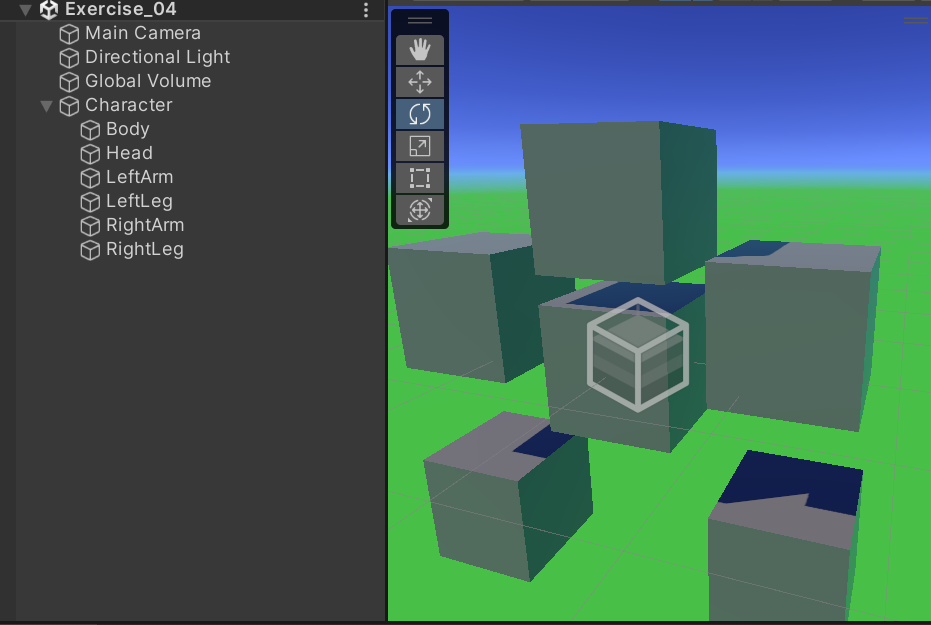 Exercise_04
Main Camera
Directional Light
Global Volume
Character
Body
Head
LeftArm
LeftLeg
RightArm
RightLeg